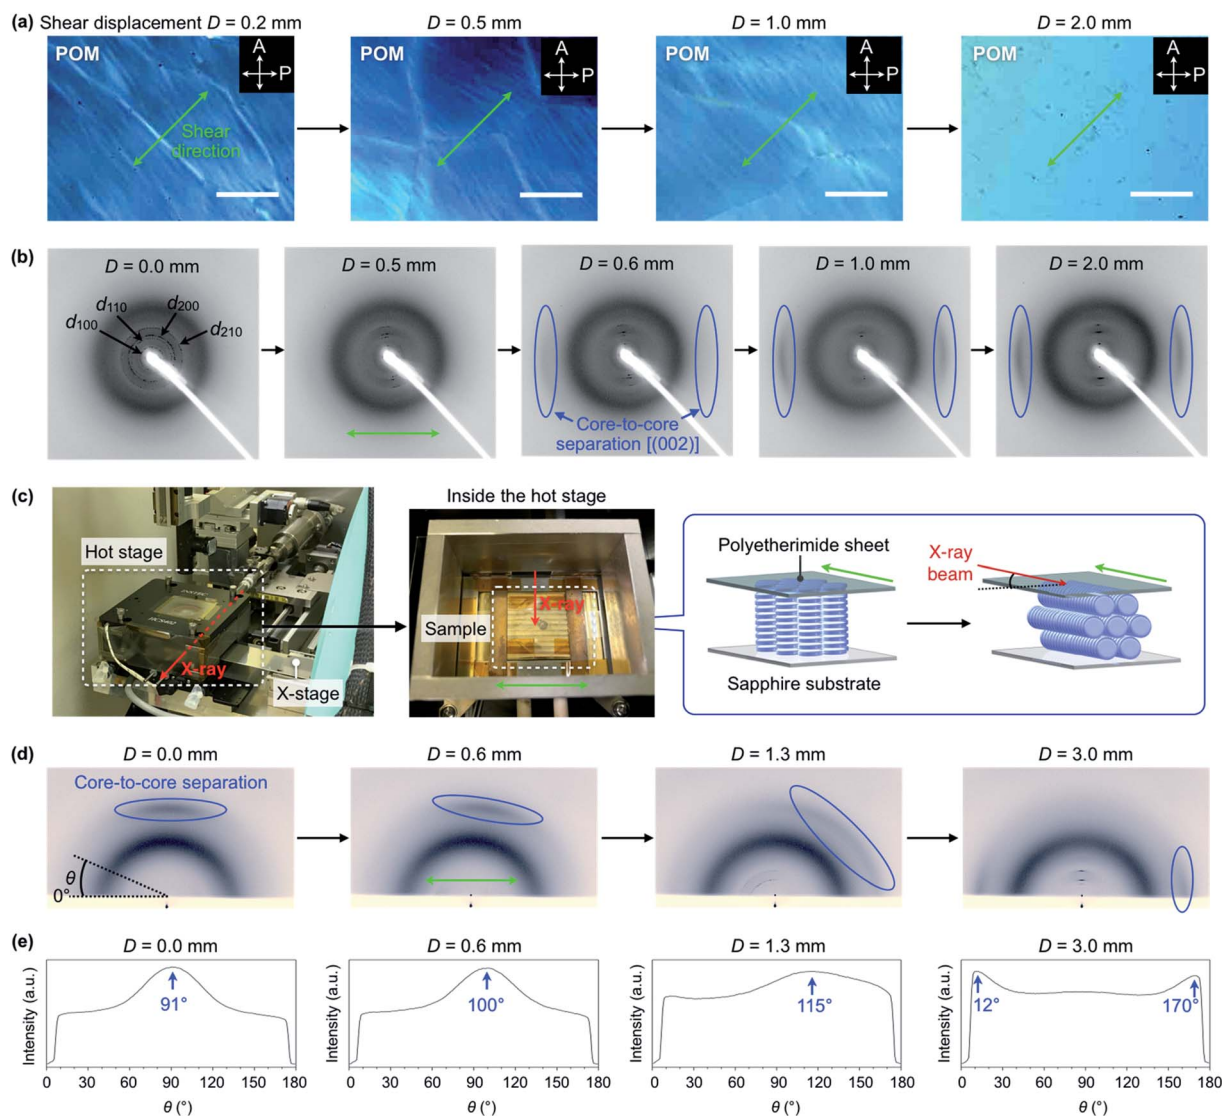 (a) Shear displacement D = 0.2 mm D = 0.5 mm D = 1.0 mm D = 2.0 mm
POM A P POM A P POM A P POM A P
Shear
direction
(b) D = 0.0 mm D = 0.5 mm D = 0.6 mm D = 1.0 mm D = 2.0 mm
d110 d200
d100 d210
Core-to-core
separation [(002)]
(c) Inside the hot stage
Hot stage
X-ray
X-stage
Sample
X-ray
Polyetherimide sheet
Sapphire substrate
X-ray
beam
(d) D = 0.0 mm D = 0.6 mm D = 1.3 mm D = 3.0 mm
Core-to-core separation
θ
0°
(e) D = 0.0 mm D = 0.6 mm D = 1.3 mm D = 3.0 mm
Intensity (a.u.) Intensity (a.u.) Intensity (a.u.) Intensity (a.u.)
91° 100° 115° 12° 170°
0 30 60 90 120 150 180 0 30 60 90 120 150 180 0 30 60 90 120 150 180 0 30 60 90 120 150 180
θ (°) θ (°) θ (°) θ (°)